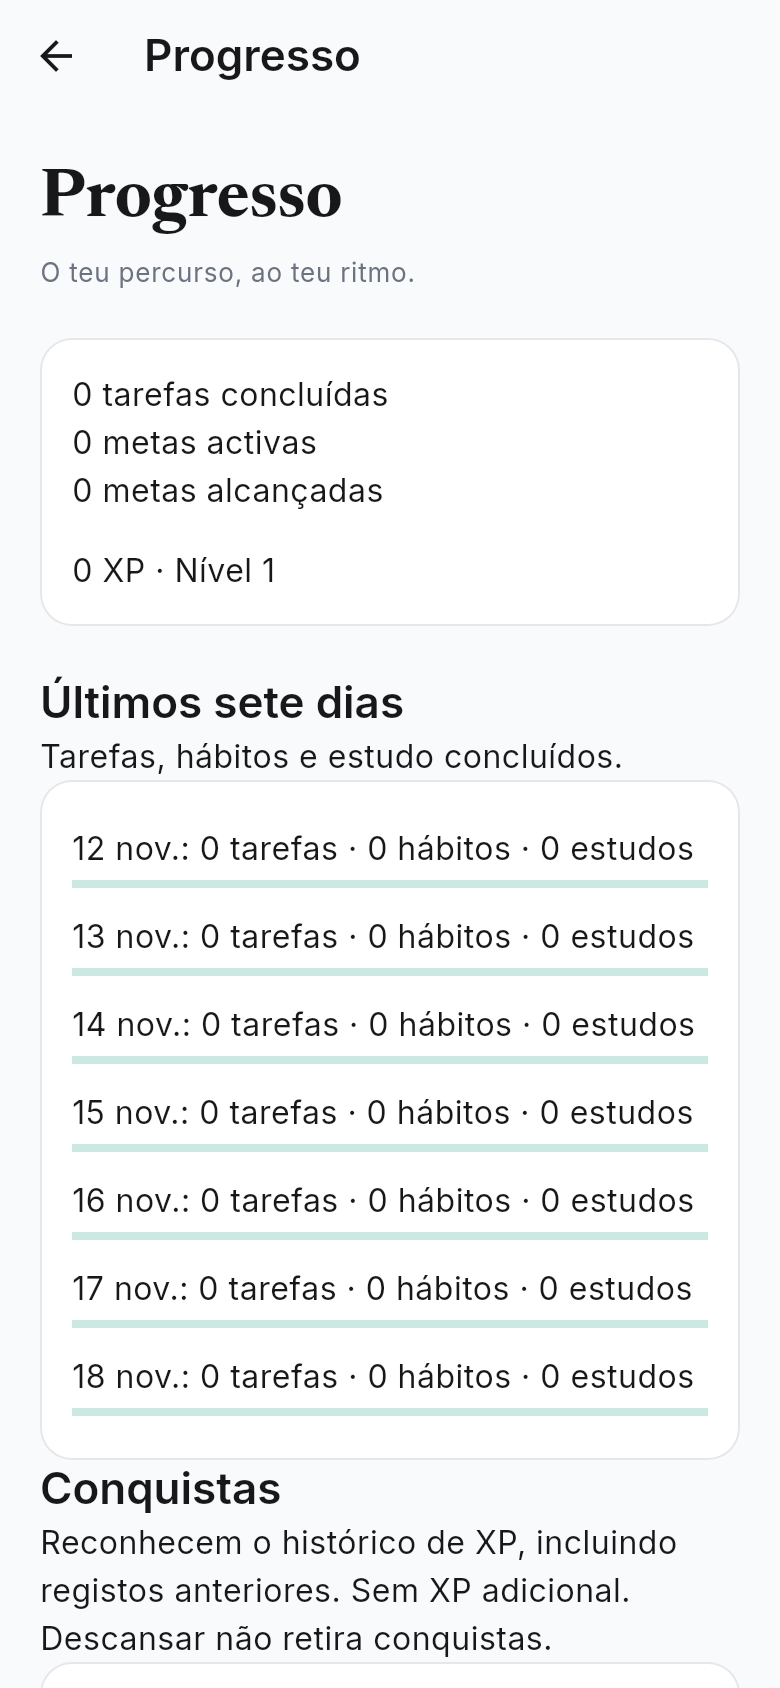 Progresso
Progresso
O teu percurso, ao teu ritmo.
0 tarefas concluídas
0 metas activas
0 metas alcançadas
0 XP · Nível 1
Últimos sete dias
Tarefas, hábitos e estudo concluídos.
12 nov.: 0 tarefas · 0 hábitos · 0 estudos
13 nov.: 0 tarefas · 0 hábitos · 0 estudos
14 nov.: 0 tarefas · 0 hábitos · 0 estudos
15 nov.: 0 tarefas · 0 hábitos · 0 estudos
16 nov.: 0 tarefas · 0 hábitos · 0 estudos
17 nov.: 0 tarefas · 0 hábitos · 0 estudos
18 nov.: 0 tarefas · 0 hábitos · 0 estudos
Conquistas
Reconhecem o histórico de XP, incluindo
registos anteriores. Sem XP adicional.
Descansar não retira conquistas.